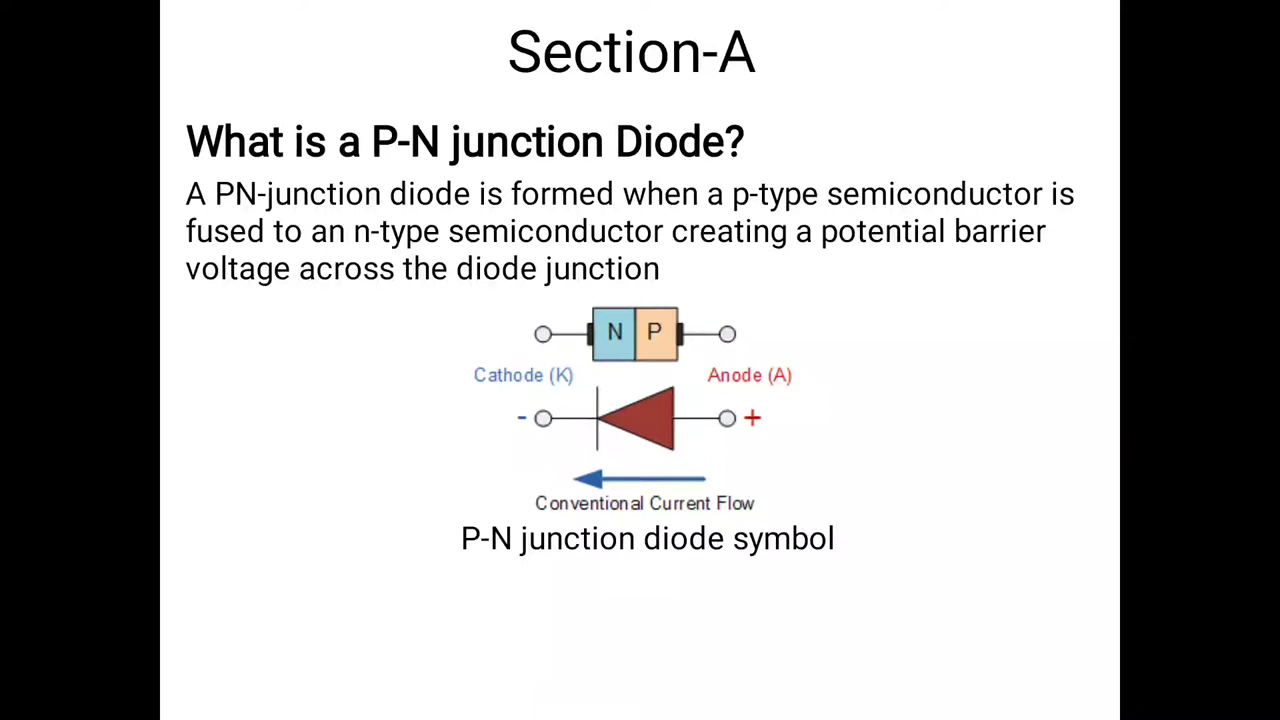 Section-A
What is a P-N junction Diode?
A PN-junction diode is formed when a p-type semiconductor is
fused to an n-type semiconductor creating a potential barrier
voltage across the diode junction
N P
Cathode (K) Anode (A)
- +
Conventional Current Flow
P-N junction diode symbol